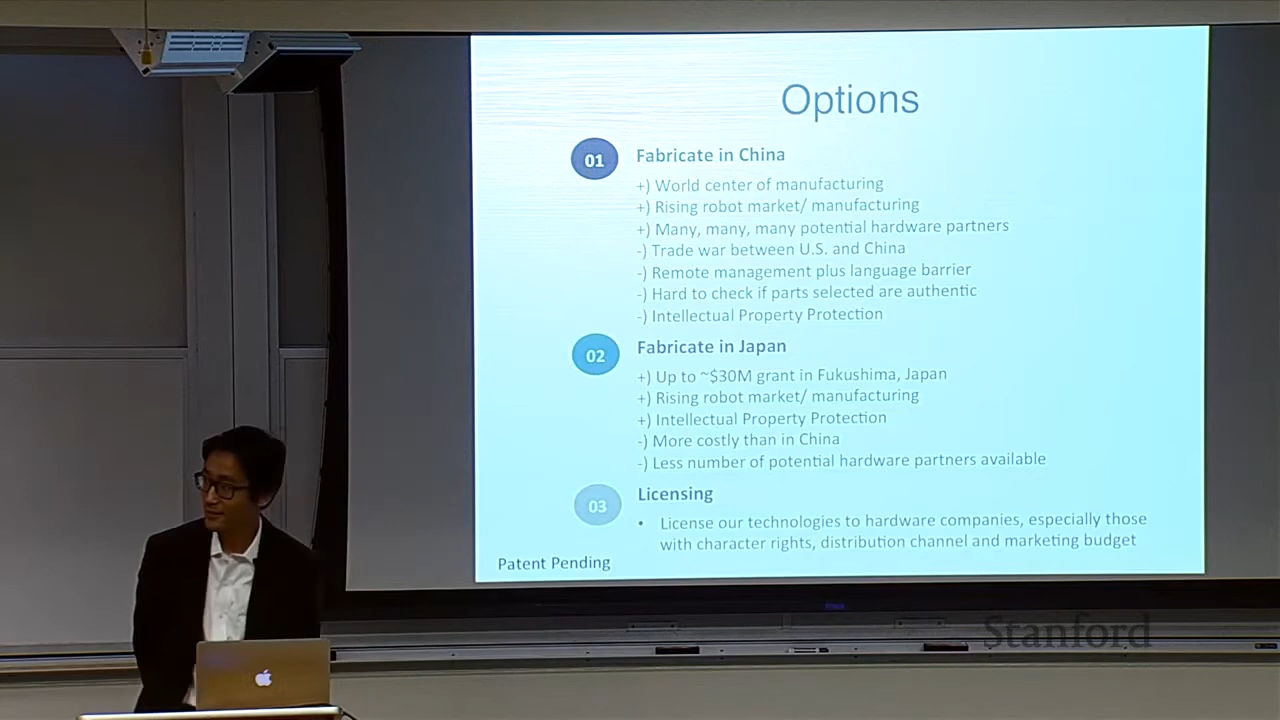 Options
01
Fabricate in China
+) World center of manufacturing
+) Rising robot market/ manufacturing
+) Many, many, many potential hardware partners
-) Trade war between U.S. and China
-) Remote management plus language barrier
-) Hard to check if parts selected are authentic
-) Intellectual Property Protection
02
Fabricate in Japan
+) Up to ~$30M grant in Fukushima, Japan
+) Rising robot market/ manufacturing
+) Intellectual Property Protection
-) More costly than in China
-) Less number of potential hardware partners available
03
Licensing
• License our technologies to hardware companies, especially those
with character rights, distribution channel and marketing budget
Patent Pending
Stanford